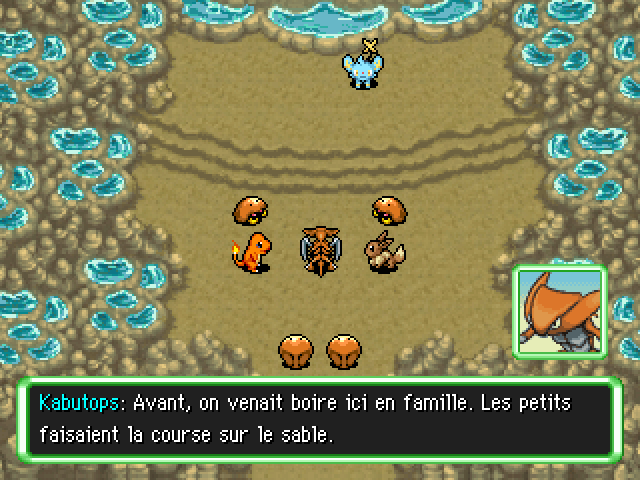 Kabutops: Avant, on venait boire ici en famille. Les petits
faisaient la course sur le sable.